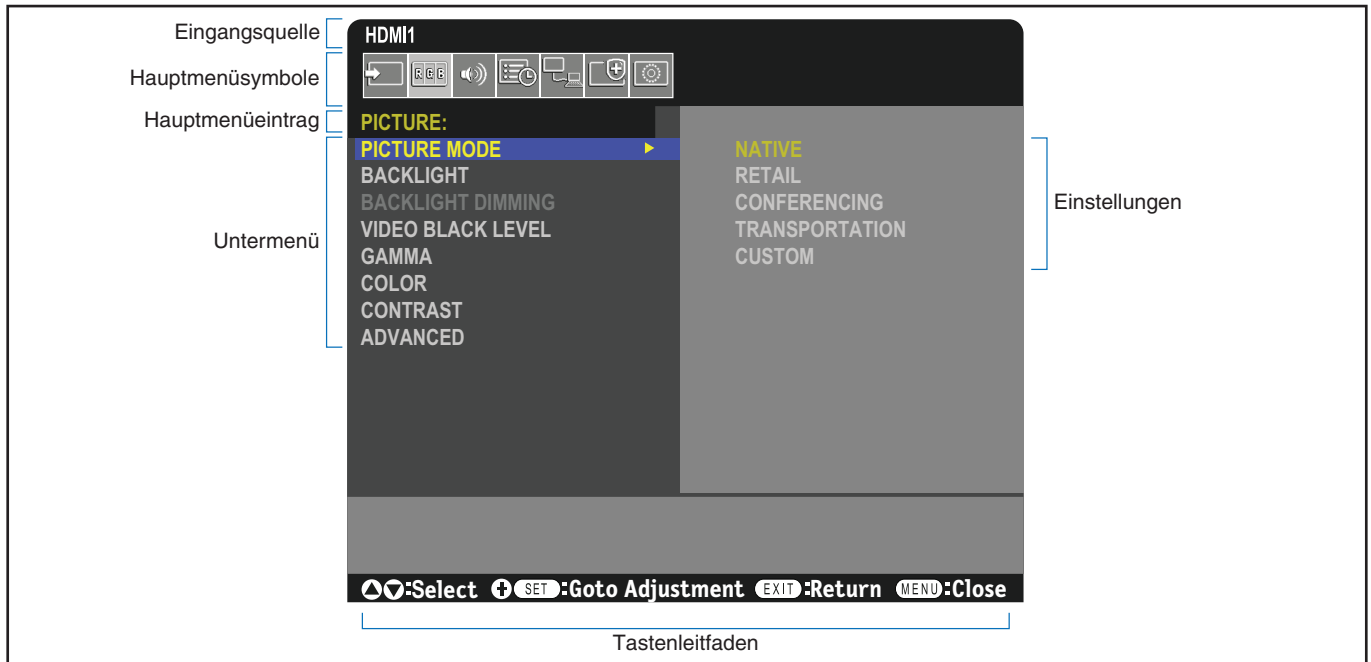 Eingangsquelle
HDMI1
Hauptmenüsymbole
RGB
Hauptmenüeintrag
PICTURE:
PICTURE MODE
BACKLIGHT
BACKLIGHT DIMMING
VIDEO BLACK LEVEL
GAMMA
COLOR
CONTRAST
ADVANCED
Untermenü
NATIVE
RETAIL
CONFERENCING
TRANSPORTATION
CUSTOM
Einstellungen
:Select SET:Goto Adjustment EXIT:Return MENU:Close
Tastenleitfaden